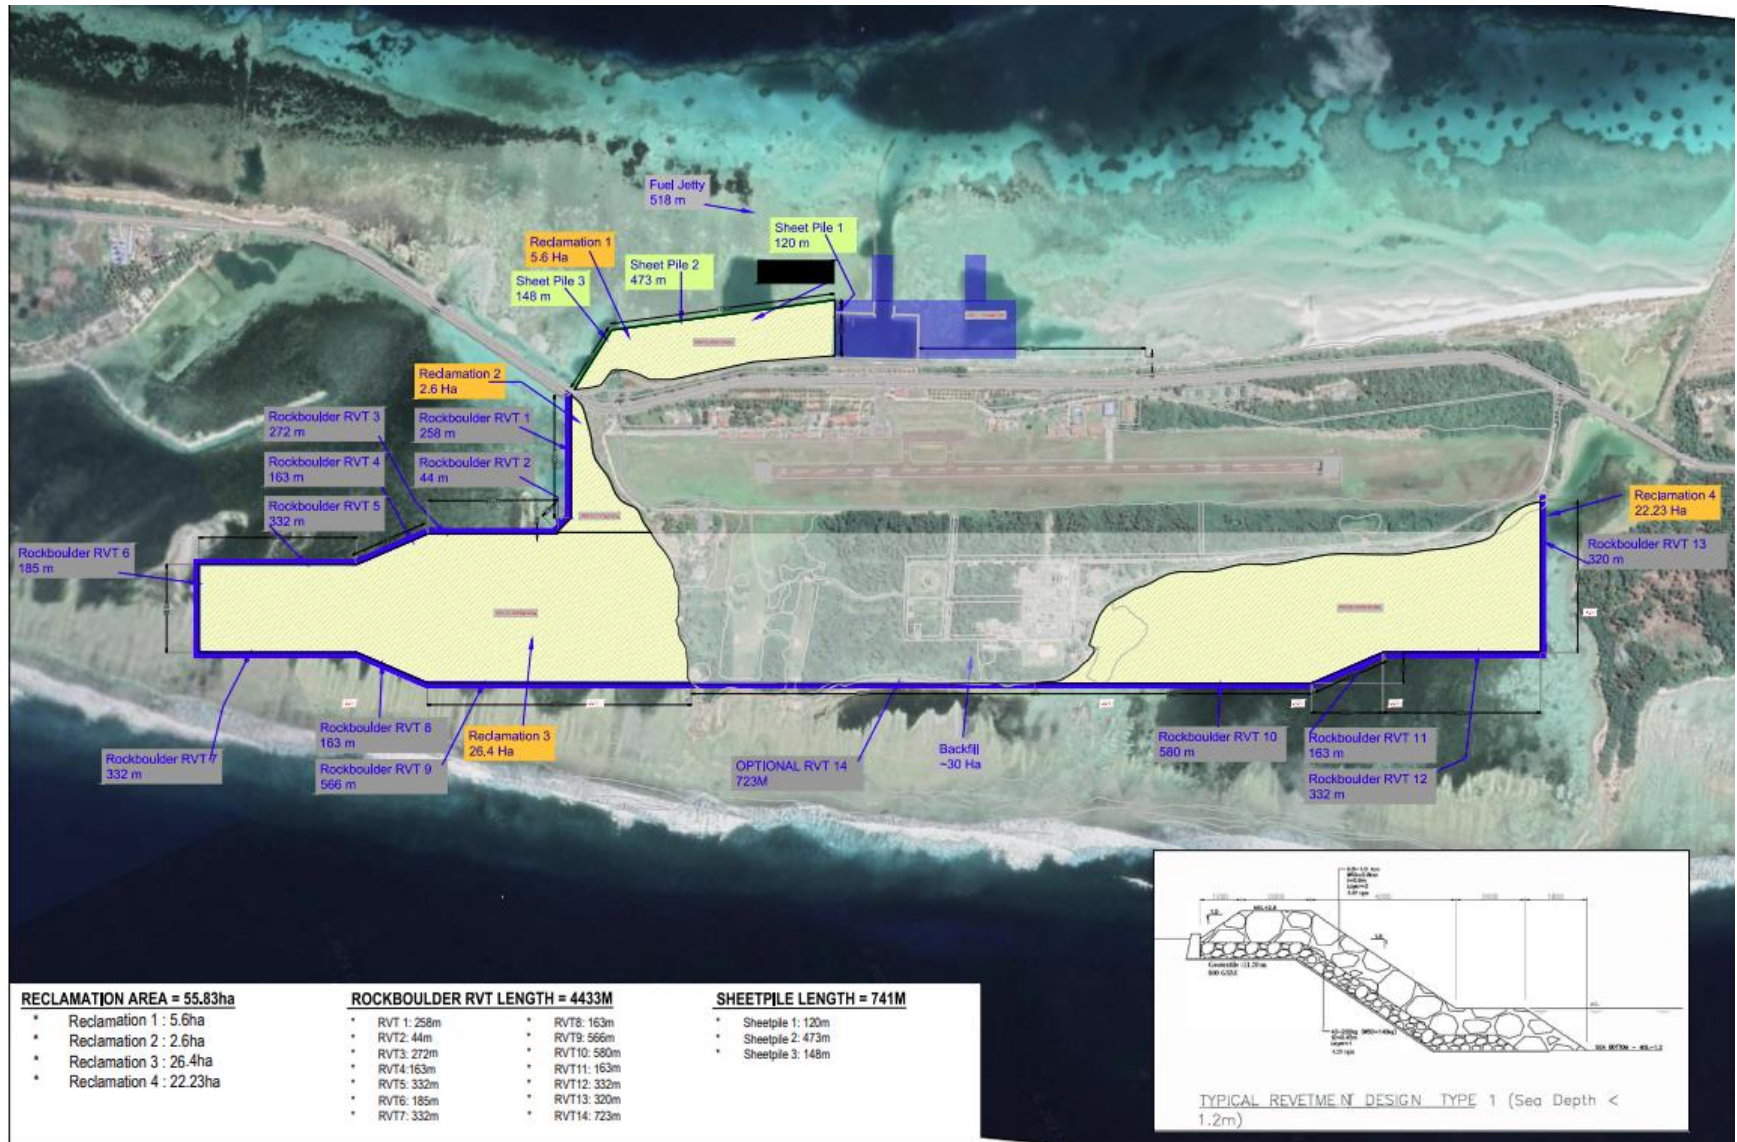 Fuel Jetty
518 m
Sheet Pile 1
120 m
Reclamation 1
5.6 Ha
Sheet Pile 2
473 m
Sheet Pile 3
148 m
Reclamation 2
2.6 Ha
Rockboulder RVT 3
272 m
Rockboulder RVT 1
258 m
Rockboulder RVT 4
163 m
Rockboulder RVT 2
44 m
Rockboulder RVT 5
332 m
Reclamation 4
22.23 Ha
Rockboulder RVT 6
185 m
Rockboulder RVT 13
320 m
Rockboulder RVT 8
163 m
Reclamation 3
26.4 Ha
Rockboulder RVT 7
332 m
Rockboulder RVT 9
566 m
OPTIONAL RVT 14
723M
Backfill
~30 Ha
Rockboulder RVT 10
580 m
Rockboulder RVT 11
163 m
Rockboulder RVT 12
332 m
RECLAMATION AREA = 55.83ha
* Reclamation 1 : 5.6ha
* Reclamation 2 : 2.6ha
* Reclamation 3 : 26.4ha
* Reclamation 4 : 22.23ha
ROCKBOULDER RVT LENGTH = 4433M
* RVT 1: 258m
* RVT2: 44m
* RVT3: 272m
* RVT4:163m
* RVT5: 332m
* RVT6: 185m
* RVT7: 332m
* RVT8: 163m
* RVT9: 566m
* RVT10: 580m
* RVT11: 163m
* RVT12: 332m
* RVT13: 320m
* RVT14: 723m
SHEETPILE LENGTH = 741M
* Sheetpile 1: 120m
* Sheetpile 2: 473m
* Sheetpile 3: 148m
SEA BOTTOM - MSL-1.2
TYPICAL REVETMENT DESIGN TYPE 1 (Sea Depth <
1.2m)